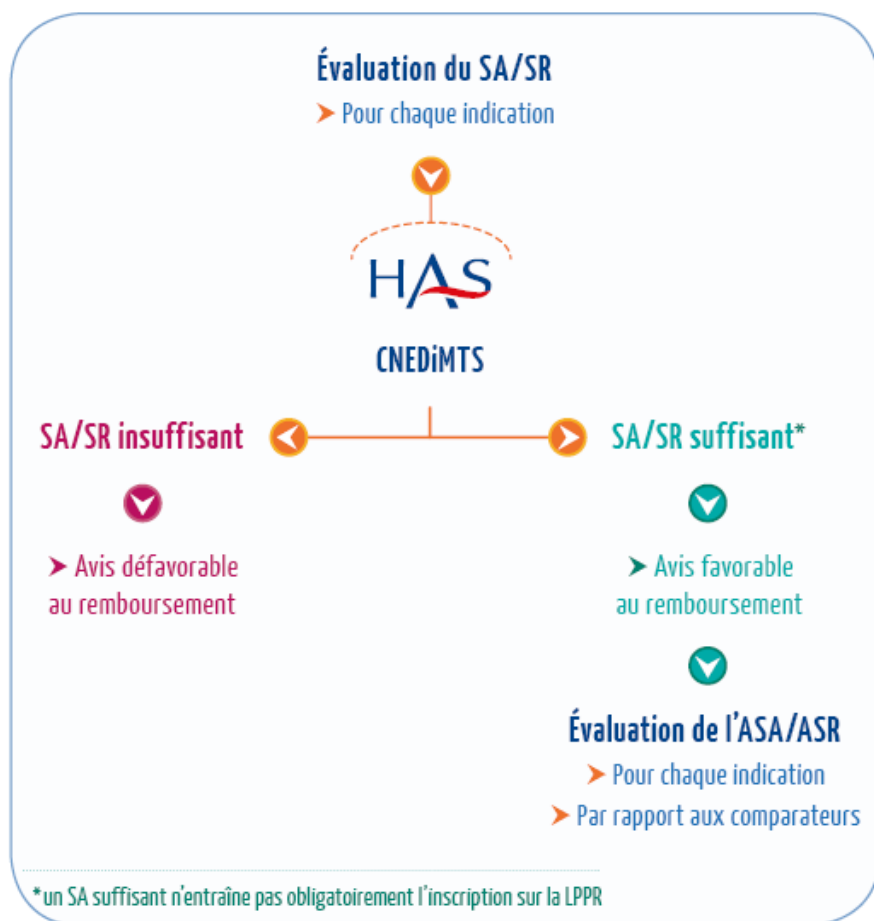 Évaluation du SA/SR
➤ Pour chaque indication
HAS
CNEDiMTS
SA/SR insuffisant
SA/SR suffisant*
➤ Avis défavorable
au remboursement
➤ Avis favorable
au remboursement
Évaluation de l'ASA/ASR
➤ Pour chaque indication
➤ Par rapport aux comparateurs
*un SA suffisant n'entraîne pas obligatoirement l'inscription sur la LPPR